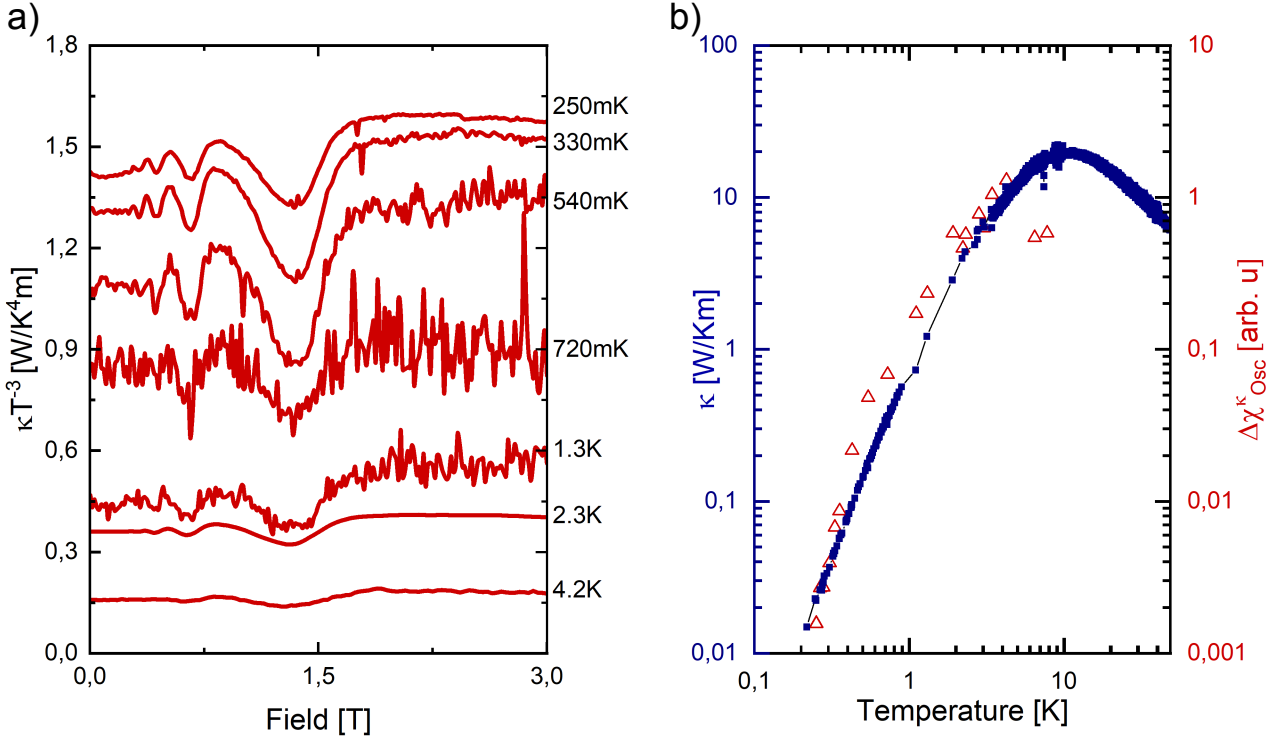 a)
1,8
1,5
1,2
0,9
0,6
0,3
0,0
κT⁻³ [W/K⁴m]
0,0
1,5
3,0
Field [T]
250mK
330mK
540mK
720mK
1.3K
2.3K
4.2K
b)
100
10
1
0,1
0,01
κ [W/Km]
0,1
1
10
Temperature [K]
10
1
0,1
0,01
0,001
Δχ^κ_Osc [arb. u]